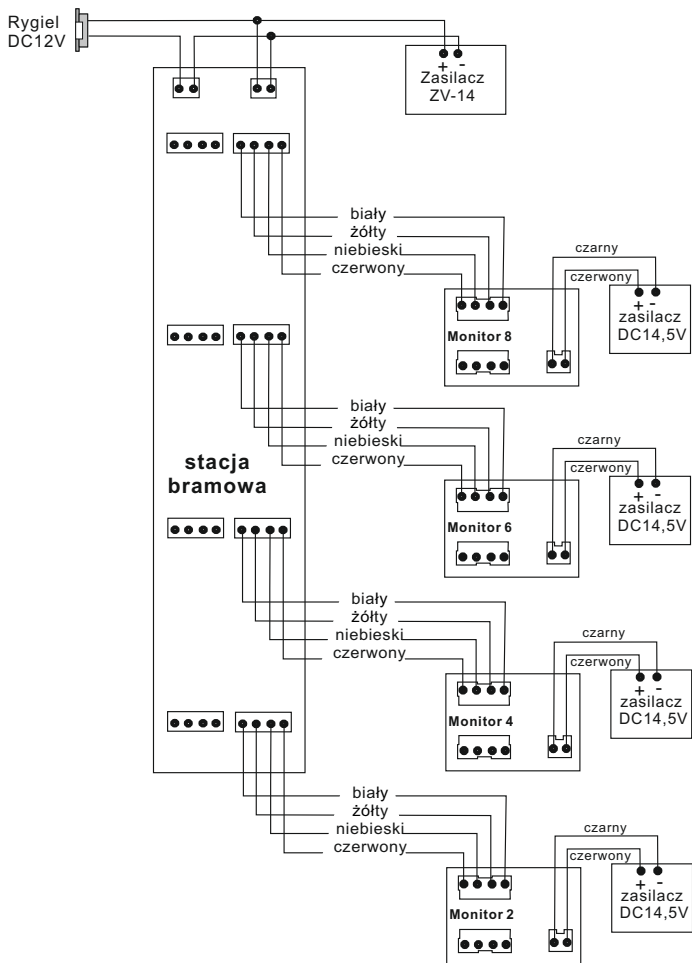 Rygiel
DC12V
+ -
Zasilacz
ZV-14
biały
żółty
niebieski
czerwony
czarny
czerwony
+ -
zasilacz
DC14,5V
Monitor 8
biały
żółty
niebieski
czerwony
czarny
czerwony
+ -
zasilacz
DC14,5V
Monitor 6
stacja
bramowa
biały
żółty
niebieski
czerwony
czarny
czerwony
+ -
zasilacz
DC14,5V
Monitor 4
biały
żółty
niebieski
czerwony
czarny
czerwony
+ -
zasilacz
DC14,5V
Monitor 2